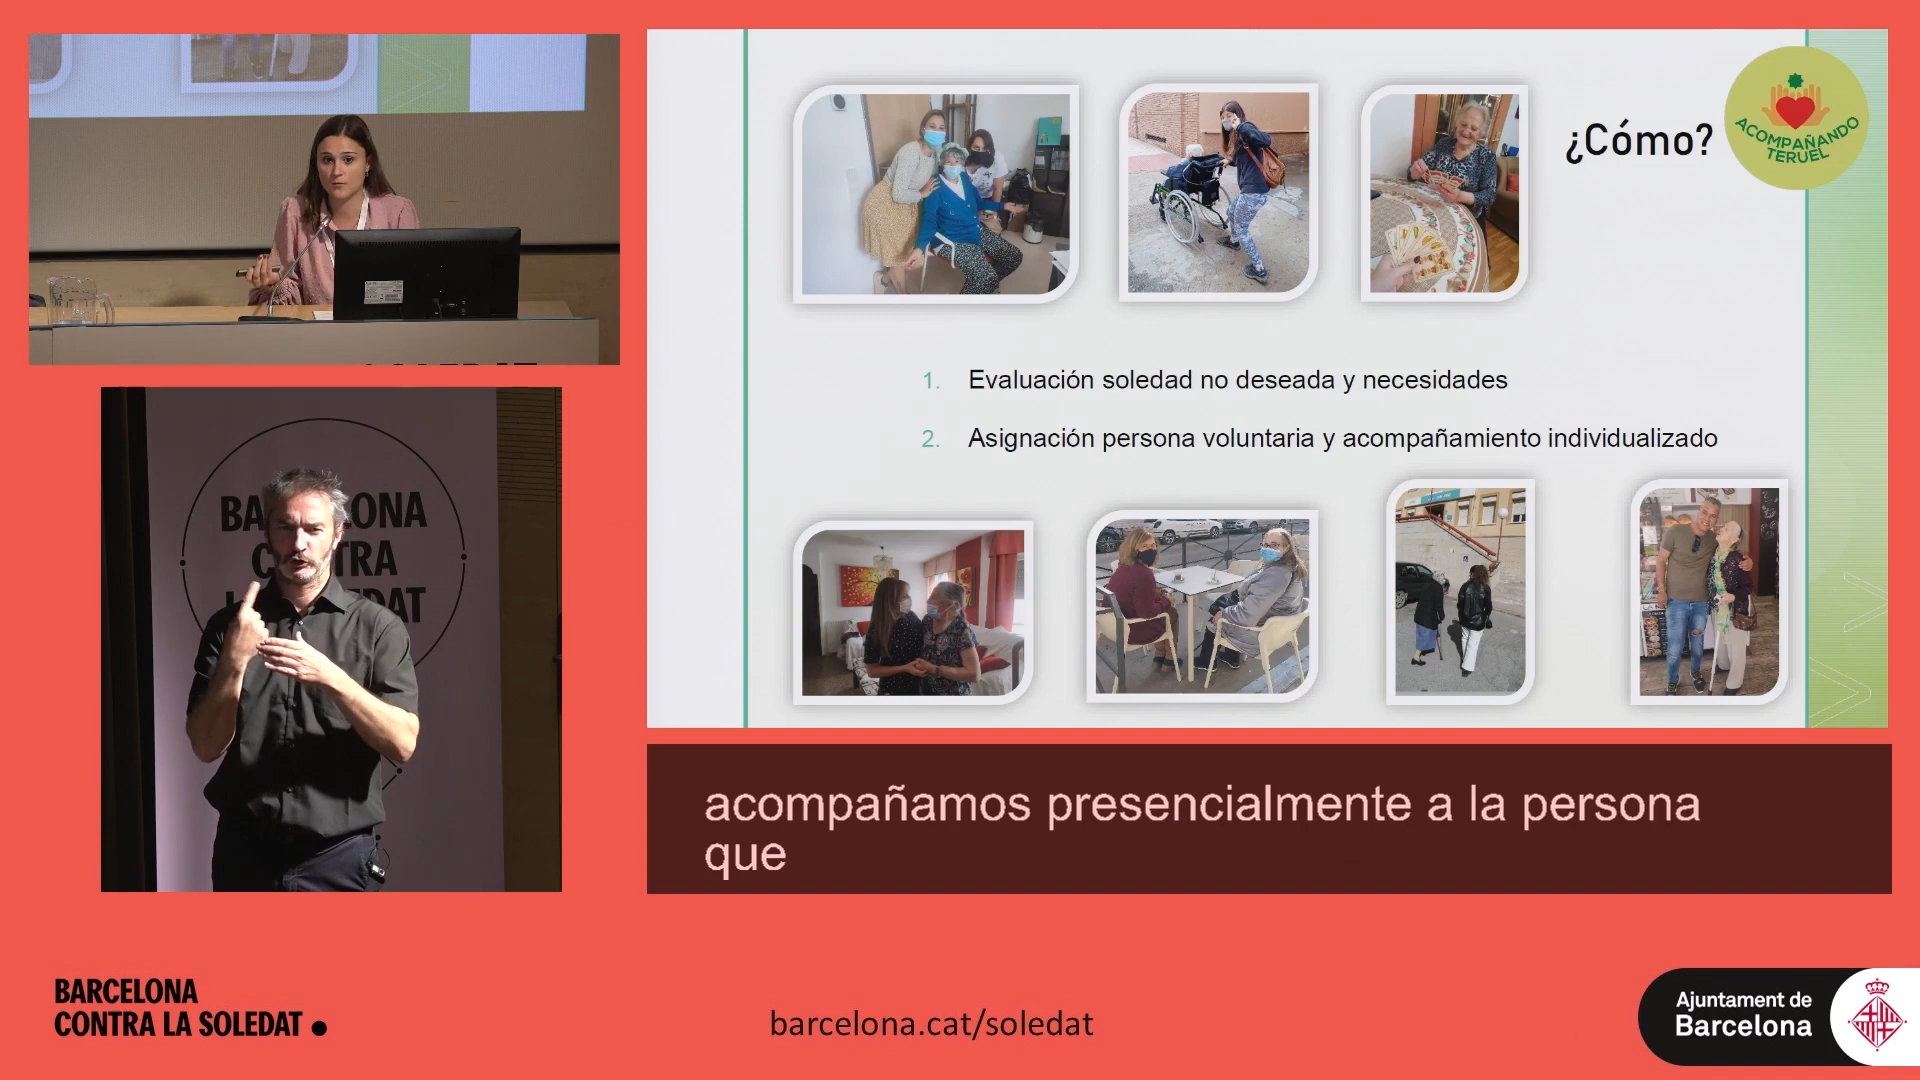 ¿Cómo?
ACOMPAÑANDO
TERUEL
1. Evaluación soledad no deseada y necesidades
2. Asignación persona voluntaria y acompañamiento individualizado
acompañamos presencialmente a la persona
que
BARCELONA
CONTRA LA SOLEDAT
barcelona.cat/soledat
Ajuntament de
Barcelona